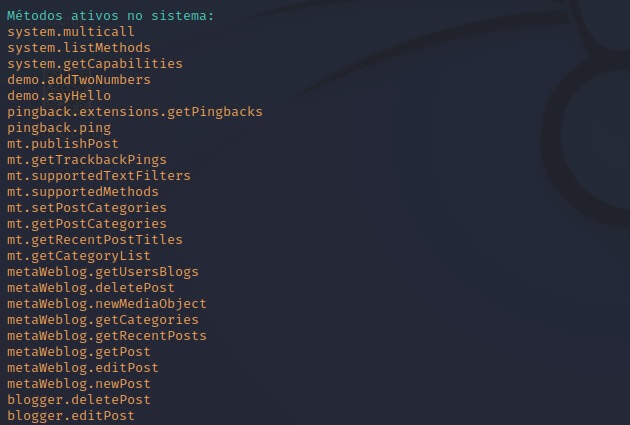 Métodos ativos no sistema:
system.multicall
system.listMethods
system.getCapabilities
demo.addTwoNumbers
demo.sayHello
pingback.extensions.getPingbacks
pingback.ping
mt.publishPost
mt.getTrackbackPings
mt.supportedTextFilters
mt.supportedMethods
mt.setPostCategories
mt.getPostCategories
mt.getRecentPostTitles
mt.getCategoryList
metaWeblog.getUsersBlogs
metaWeblog.deletePost
metaWeblog.newMediaObject
metaWeblog.getCategories
metaWeblog.getRecentPosts
metaWeblog.getPost
metaWeblog.editPost
metaWeblog.newPost
blogger.deletePost
blogger.editPost